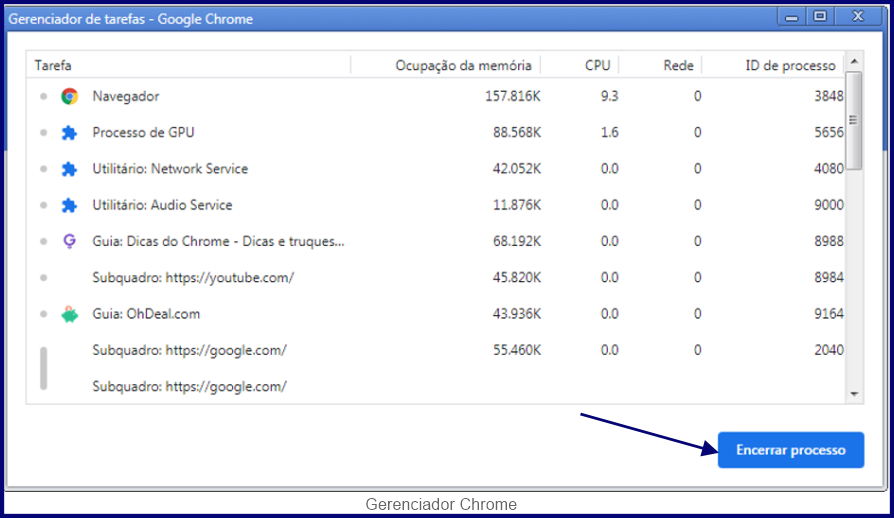 Gerenciador de tarefas - Google Chrome
Tarefa Ocupação da memória CPU Rede ID de processo
Navegador 157.816K 9.3 0 3848
Processo de GPU 88.568K 1.6 0 5656
Utilitário: Network Service 42.052K 0.0 0 4080
Utilitário: Audio Service 11.876K 0.0 0 9000
Guia: Dicas do Chrome - Dicas e truques... 68.192K 0.0 0 8988
Subquadro: https://youtube.com/ 45.820K 0.0 0 8984
Guia: OhDeal.com 43.936K 0.0 0 9164
Subquadro: https://google.com/ 55.460K 0.0 0 2040
Subquadro: https://google.com/
Encerrar processo
Gerenciador Chrome